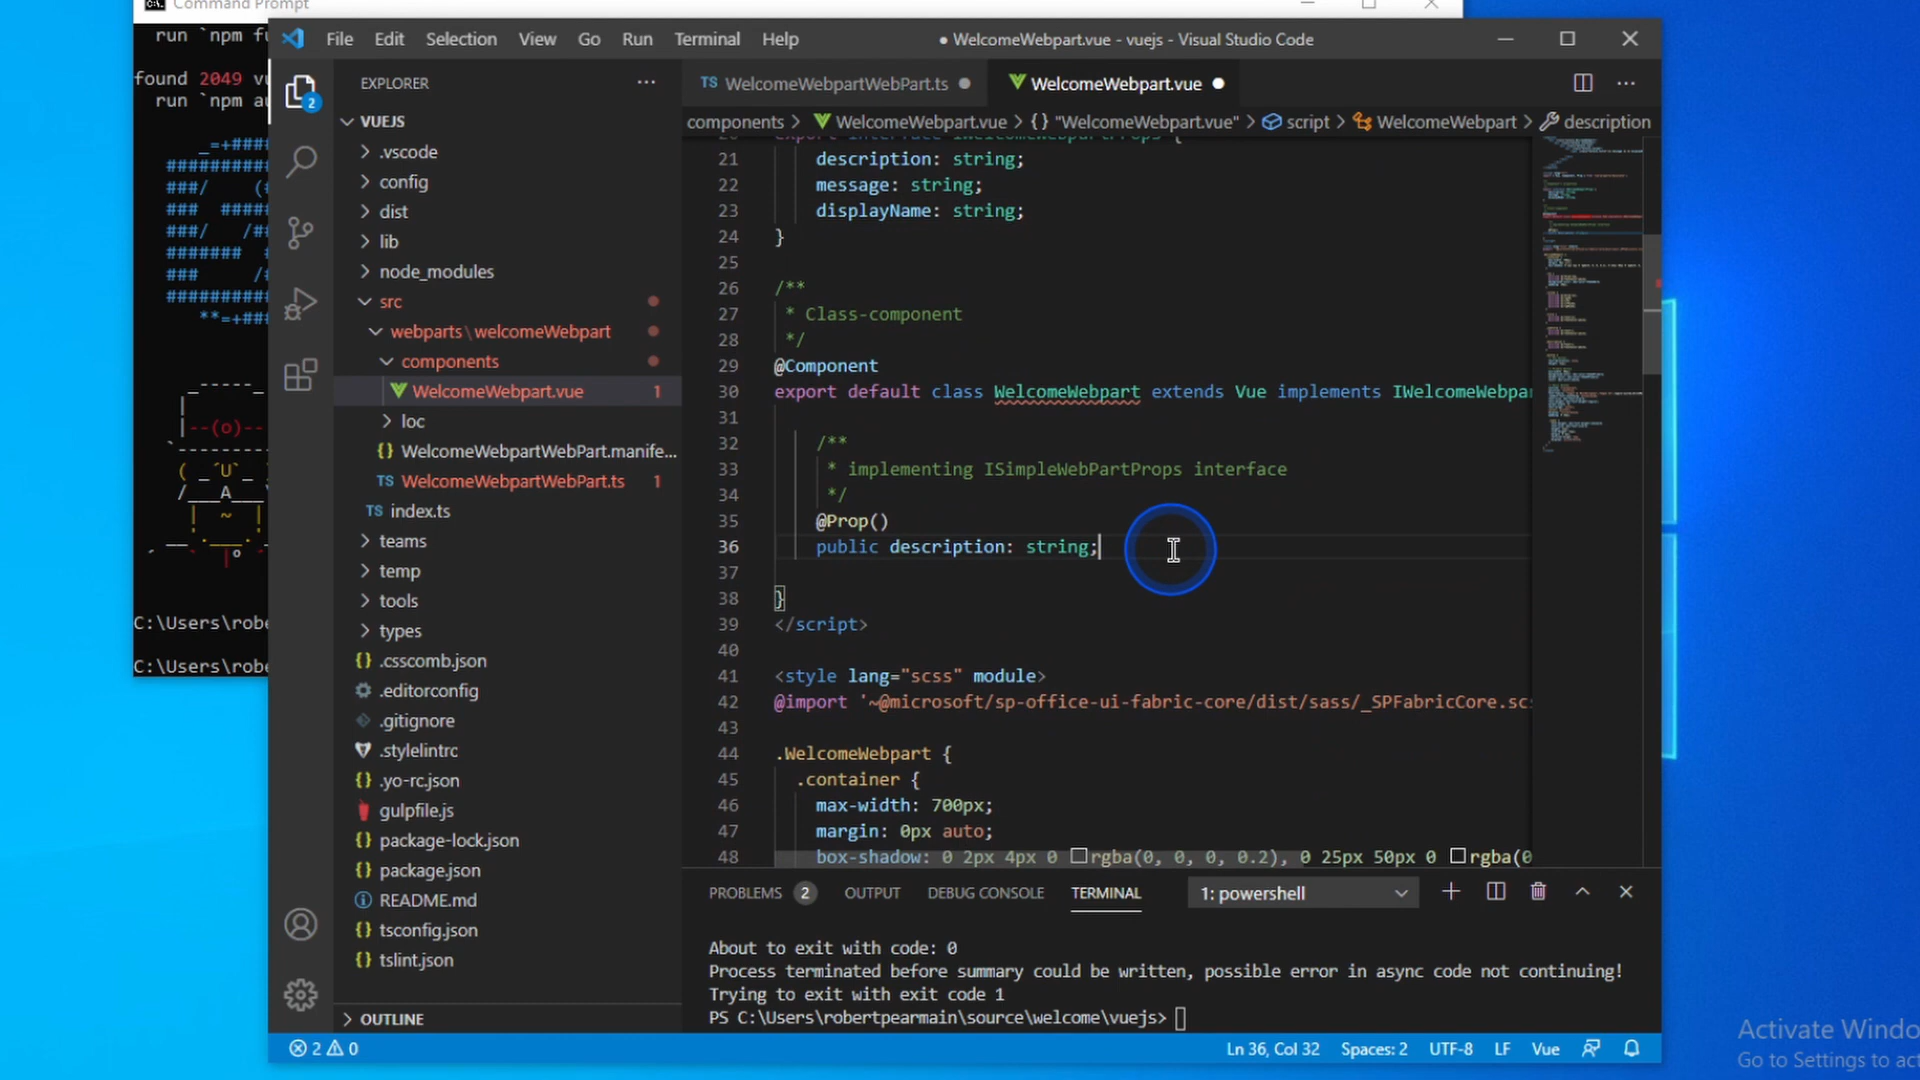 Command Prompt
run `npm fu
found 2049 vu
run `npm au
C:\Users\robe
C:\Users\robe
File Edit Selection View Go Run Terminal Help
● WelcomeWebpart.vue - vuejs - Visual Studio Code
2
EXPLORER
VUEJS
.vscode
config
dist
lib
node_modules
src
webparts\welcomeWebpart
components
WelcomeWebpart.vue 1
loc
{} WelcomeWebpartWebPart.manife...
TS WelcomeWebpartWebPart.ts 1
TS index.ts
teams
temp
tools
types
{} .csscomb.json
.editorconfig
.gitignore
.stylelintrc
{} .yo-rc.json
gulpfile.js
{} package-lock.json
{} package.json
README.md
{} tsconfig.json
{} tslint.json
OUTLINE
TS WelcomeWebpartWebPart.ts ●
WelcomeWebpart.vue ●
components > WelcomeWebpart.vue > {} "WelcomeWebpart.vue" > script > WelcomeWebpart > description
export interface IWelcomeWebpartProps {
21 description: string;
22 message: string;
23 displayName: string;
24 }
25
26 /**
27 * Class-component
28 */
29 @Component
30 export default class WelcomeWebpart extends Vue implements IWelcomeWebpar
31
32 /**
33 * implementing ISimpleWebPartProps interface
34 */
35 @Prop()
36 public description: string;
37
38 }
39 </script>
40
41 <style lang="scss" module>
42 @import '~@microsoft/sp-office-ui-fabric-core/dist/sass/_SPFabricCore.scs
43
44 .WelcomeWebpart {
45 .container {
46 max-width: 700px;
47 margin: 0px auto;
48 box-shadow: 0 2px 4px 0 rgba(0, 0, 0, 0.2), 0 25px 50px 0 rgba(0
PROBLEMS 2 OUTPUT DEBUG CONSOLE TERMINAL 1: powershell
About to exit with code: 0
Process terminated before summary could be written, possible error in async code not continuing!
Trying to exit with exit code 1
PS C:\Users\robertpearmain\source\welcome\vuejs>
2 0 Ln 36, Col 32 Spaces: 2 UTF-8 LF Vue
Activate Windo
Go to Settings to act